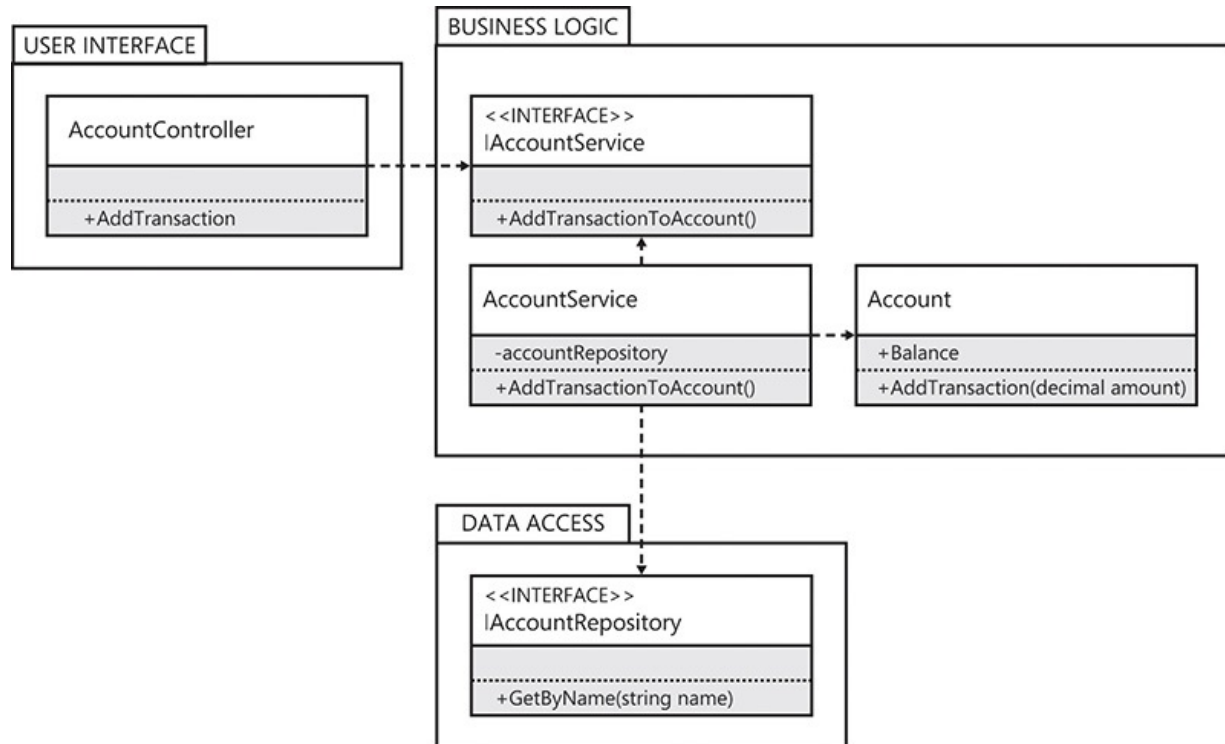 USER INTERFACE
AccountController
+AddTransaction
BUSINESS LOGIC
<<INTERFACE>>
IAccountService
+AddTransactionToAccount()
AccountService
-accountRepository
+AddTransactionToAccount()
Account
+Balance
+AddTransaction(decimal amount)
DATA ACCESS
<<INTERFACE>>
IAccountRepository
+GetByName(string name)